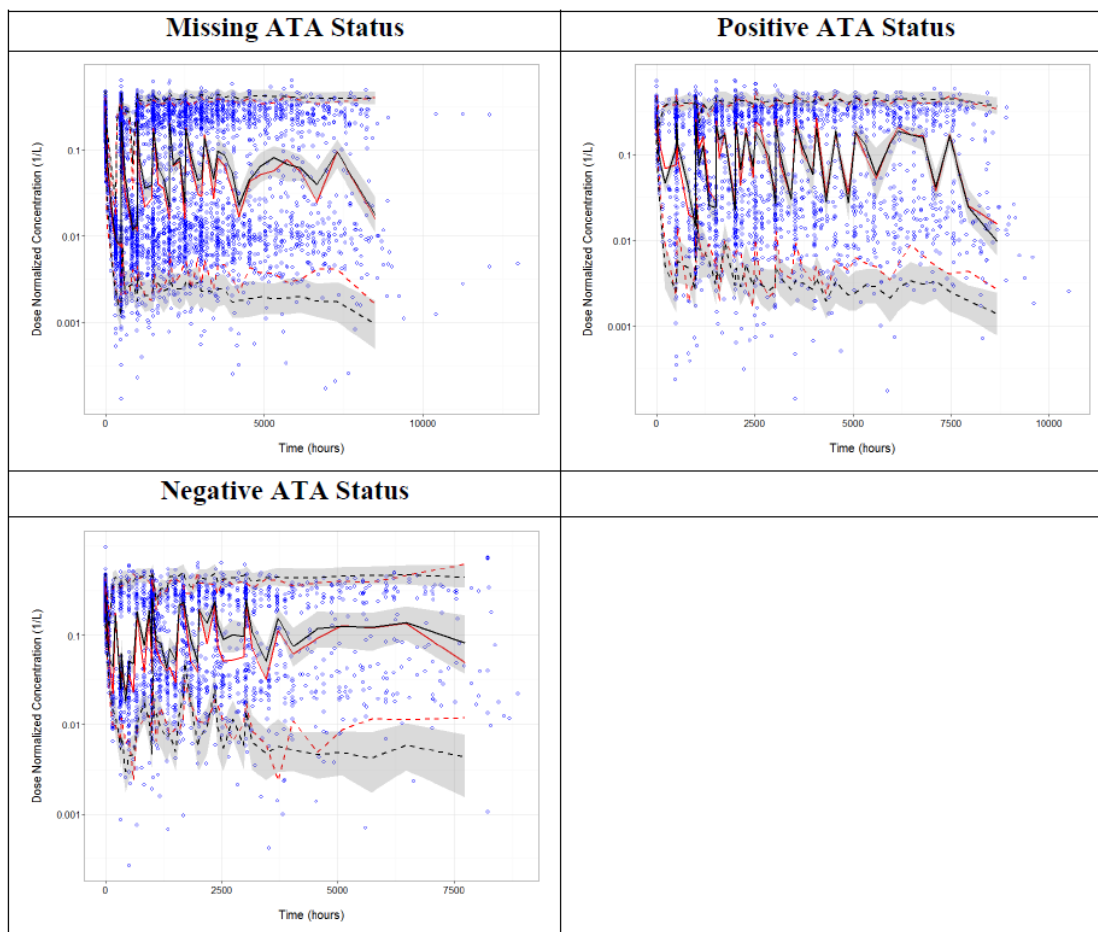 Missing ATA Status
Positive ATA Status
Dose Normalized Concentration (1/L)
0.1
0.01
0.001
0
5000
10000
Time (hours)
Dose Normalized Concentration (1/L)
0.1
0.01
0.001
0
2500
5000
7500
10000
Time (hours)
Negative ATA Status
Dose Normalized Concentration (1/L)
0.1
0.01
0.001
0
2500
5000
7500
Time (hours)